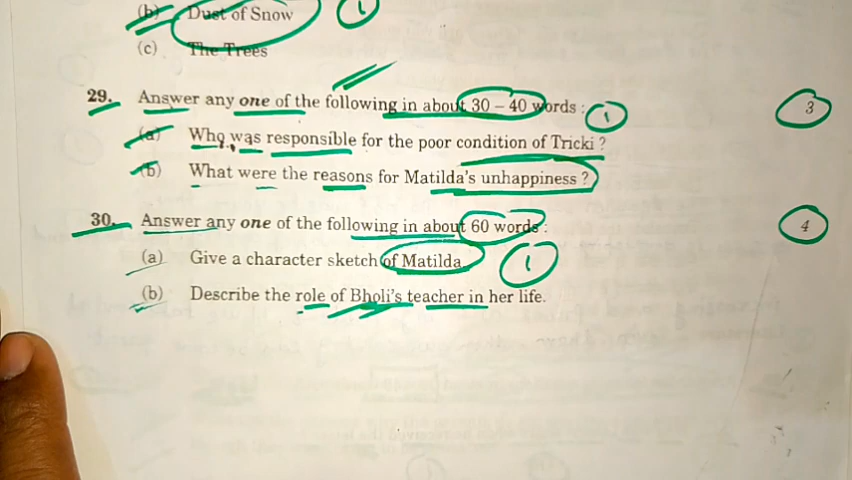 (b) Dust of Snow 1
(c) The Trees
29. Answer any one of the following in about 30 – 40 words : 1 3
(a) Who was responsible for the poor condition of Tricki ?
(b) What were the reasons for Matilda's unhappiness ?
30. Answer any one of the following in about 60 words : 4
(a) Give a character sketch of Matilda. 1
(b) Describe the role of Bholi's teacher in her life.